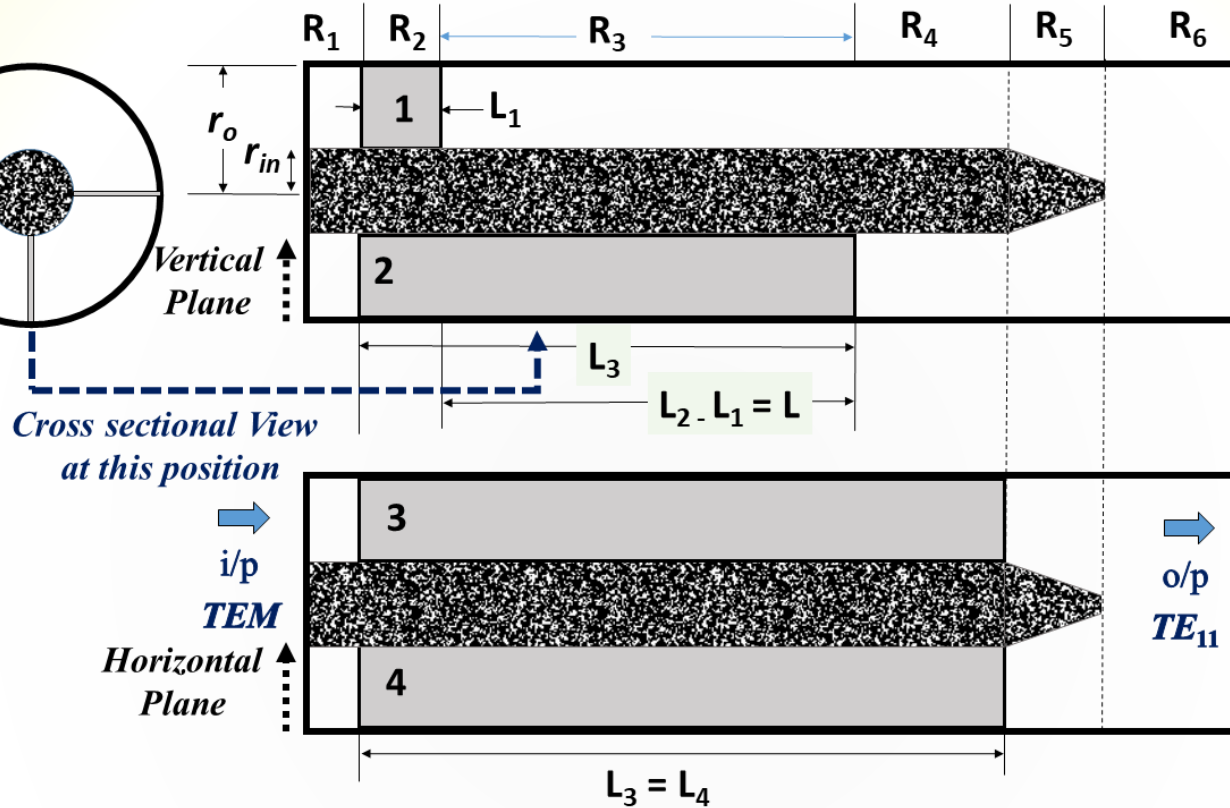 R1 R2 R3 R4 R5 R6
1
L1
ro
rin
Vertical
Plane
2
L3
L2 - L1 = L
Cross sectional View
at this position
3
i/p
TEM
o/p
TE11
Horizontal
Plane
4
L3 = L4